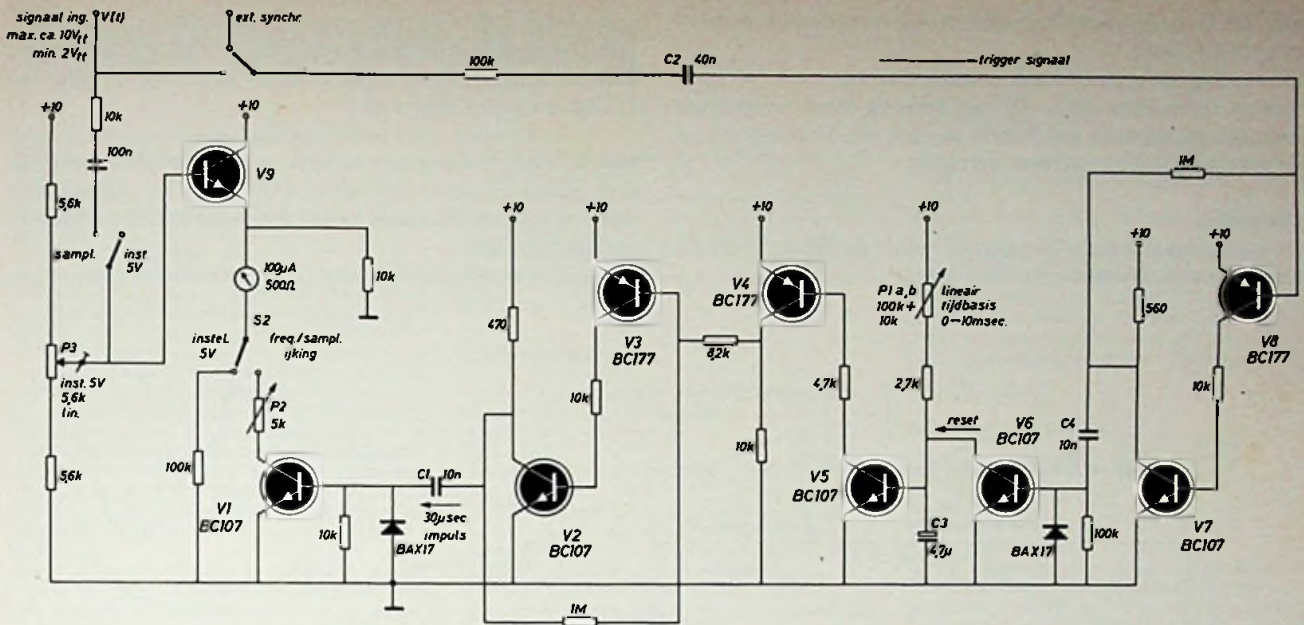 signaal ing. V(t)
max. ca. 10Vtt
min. 2Vtt
ext. synchr.
100k
C2 40n
trigger signaal
+10
10k
100n
+10
V9
5,6k
sampl.
inst
5V
100µA
500Ω
10k
S2
instel.
5V
freq./sampl.
ijking
P3
inst. 5V
5,6k
lin.
P2
5k
5,6k
100k
V1
BC107
10k
BAX17
C1 10n
30µsec
impuls
+10
470
+10
V3
BC177
10k
V2
BC107
1M
8,2k
+10
V4
BC177
10k
4,7k
V5
BC107
+10
P1 a,b
100k+
10k
lineair
tijdbasis
0-10msec.
2,7k
reset
V6
BC107
C3
4,7µ
BAX17
C4
10n
100k
1M
+10
560
+10
V8
BC177
10k
V7
BC107